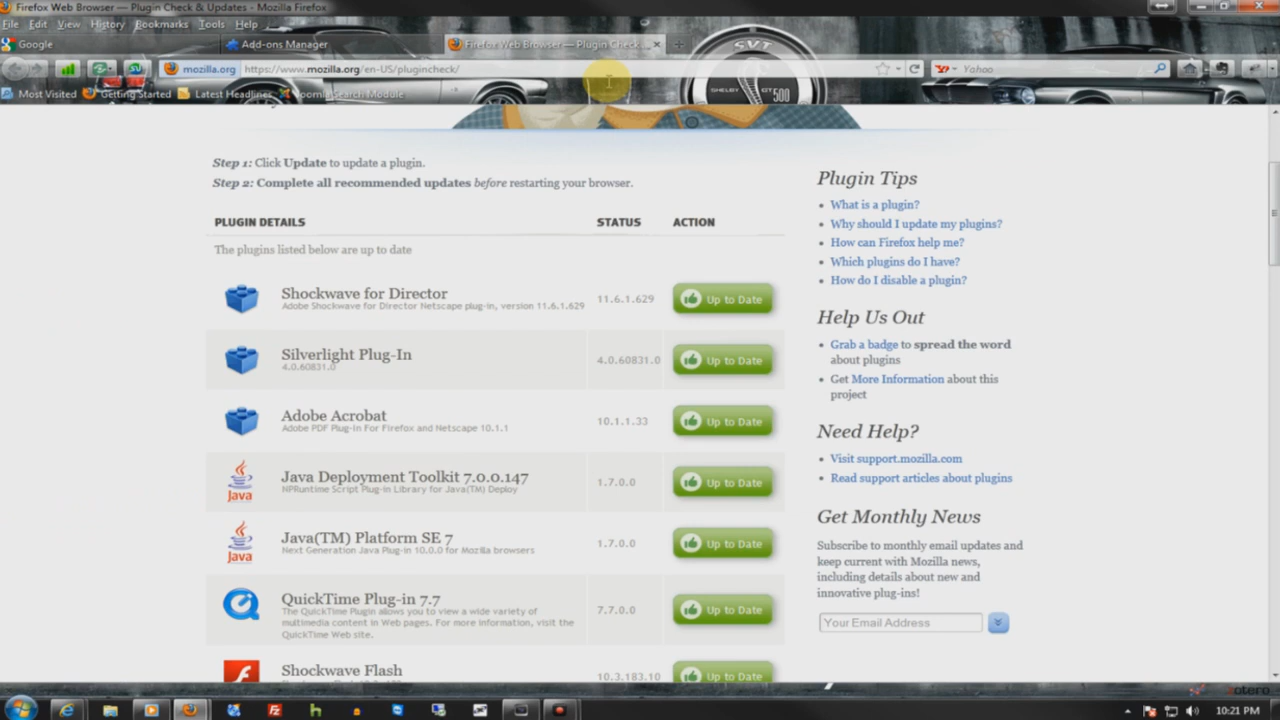 Firefox Web Browser — Plugin Check & Updates - Mozilla Firefox
File Edit View History Bookmarks Tools Help
Google
Add-ons Manager
Firefox Web Browser — Plugin Check...
SVT
mozilla.org
https://www.mozilla.org/en-US/plugincheck/
Yahoo
Most Visited
Getting Started
Latest Headlines
Joomla Search Module
SHELBY GT
500
Step 1: Click Update to update a plugin.
Step 2: Complete all recommended updates before restarting your browser.
PLUGIN DETAILS STATUS ACTION
The plugins listed below are up to date
Shockwave for Director
Adobe Shockwave for Director Netscape plug-in, version 11.6.1.629
11.6.1.629
Up to Date
Silverlight Plug-In
4.0.60831.0
4.0.60831.0
Up to Date
Adobe Acrobat
Adobe PDF Plug-In For Firefox and Netscape 10.1.1
10.1.1.33
Up to Date
Java
Java Deployment Toolkit 7.0.0.147
NPRuntime Script Plug-in Library for Java(TM) Deploy
1.7.0.0
Up to Date
Java
Java(TM) Platform SE 7
Next Generation Java Plug-in 10.0.0 for Mozilla browsers
1.7.0.0
Up to Date
QuickTime Plug-in 7.7
The QuickTime Plugin allows you to view a wide variety of
multimedia content in Web pages. For more information, visit the
QuickTime Web site.
7.7.0.0
Up to Date
Shockwave Flash
10.3.183.10
Up to Date
Plugin Tips
What is a plugin?
Why should I update my plugins?
How can Firefox help me?
Which plugins do I have?
How do I disable a plugin?
Help Us Out
Grab a badge to spread the word
about plugins
Get More Information about this
project
Need Help?
Visit support.mozilla.com
Read support articles about plugins
Get Monthly News
Subscribe to monthly email updates and
keep current with Mozilla news,
including details about new and
innovative plug-ins!
Your Email Address
zotero
10:21 PM